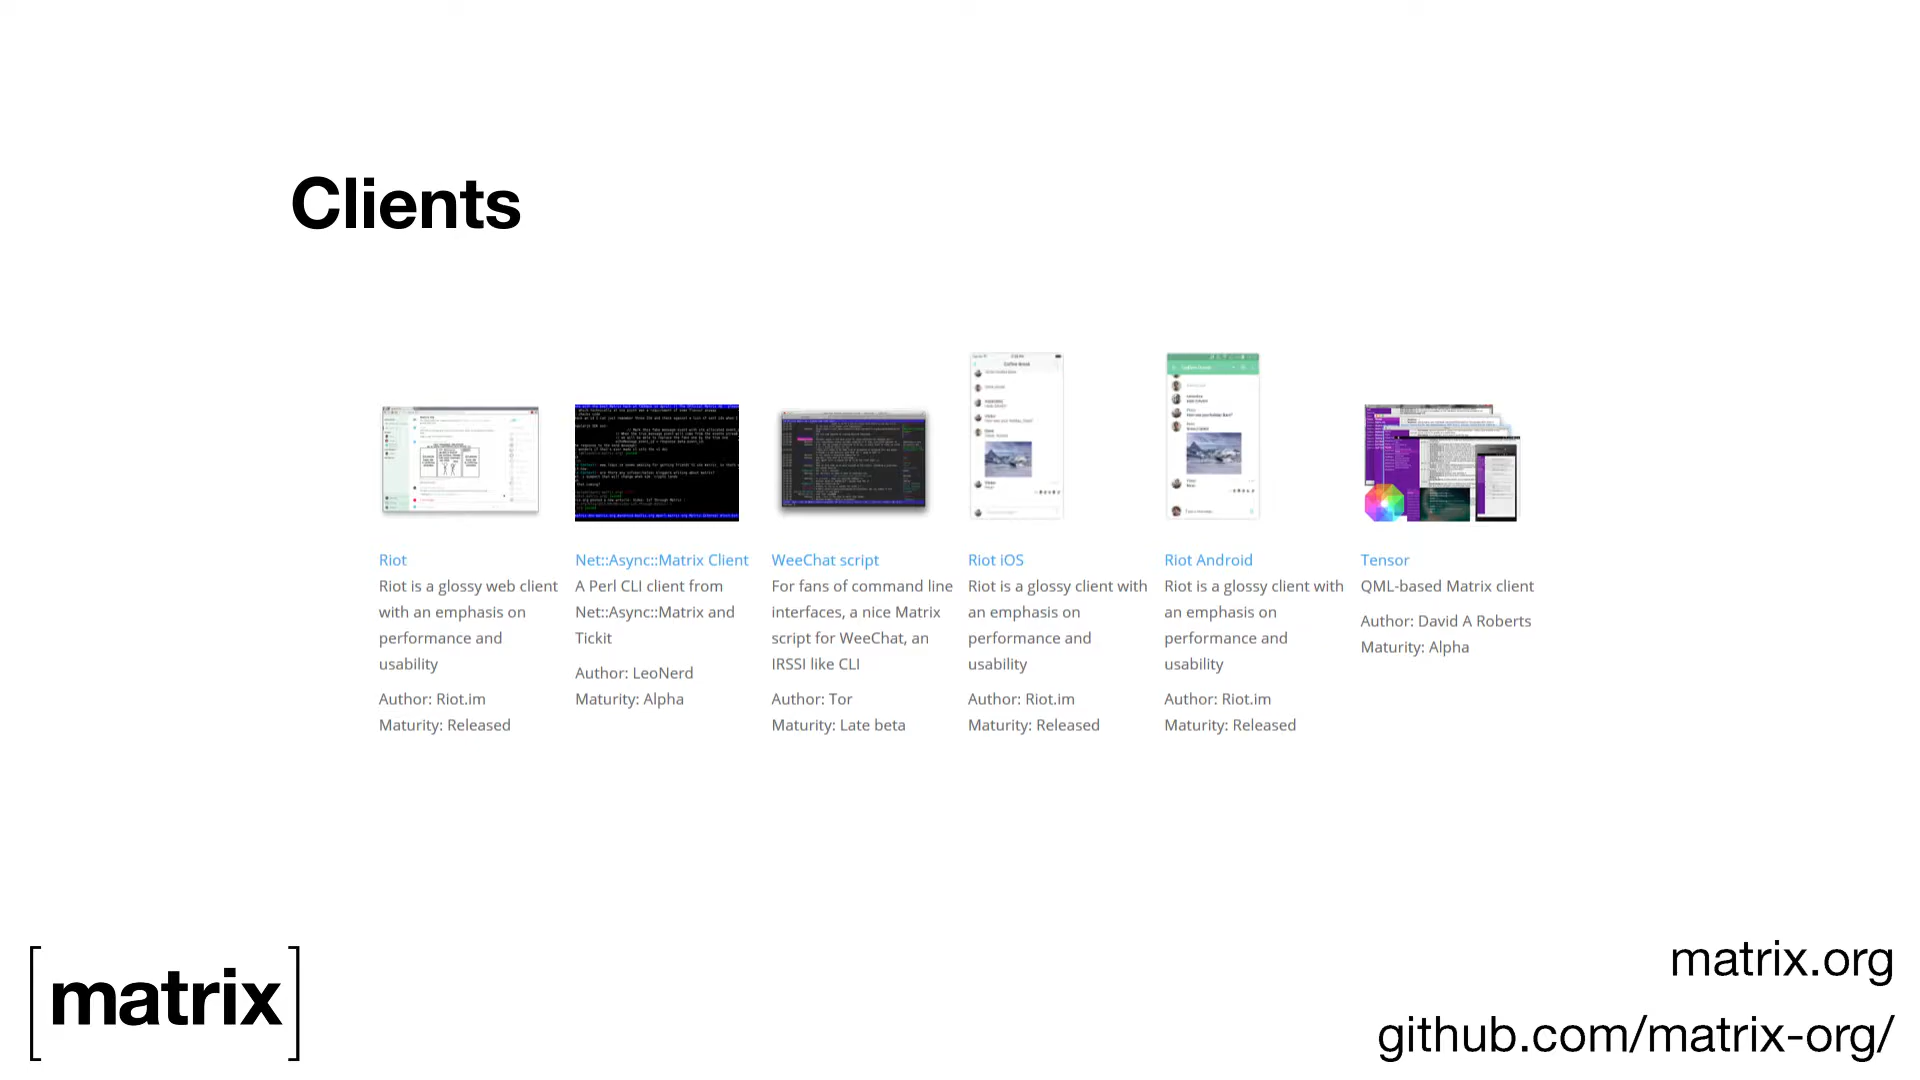 Clients
Riot
Riot is a glossy web client
with an emphasis on
performance and
usability
Author: Riot.im
Maturity: Released
Net::Async::Matrix Client
A Perl CLI client from
Net::Async::Matrix and
Tickit
Author: LeoNerd
Maturity: Alpha
WeeChat script
For fans of command line
interfaces, a nice Matrix
script for WeeChat, an
IRSSI like CLI
Author: Tor
Maturity: Late beta
Riot iOS
Riot is a glossy client with
an emphasis on
performance and
usability
Author: Riot.im
Maturity: Released
Riot Android
Riot is a glossy client with
an emphasis on
performance and
usability
Author: Riot.im
Maturity: Released
Tensor
QML-based Matrix client
Author: David A Roberts
Maturity: Alpha
[matrix]
matrix.org
github.com/matrix-org/